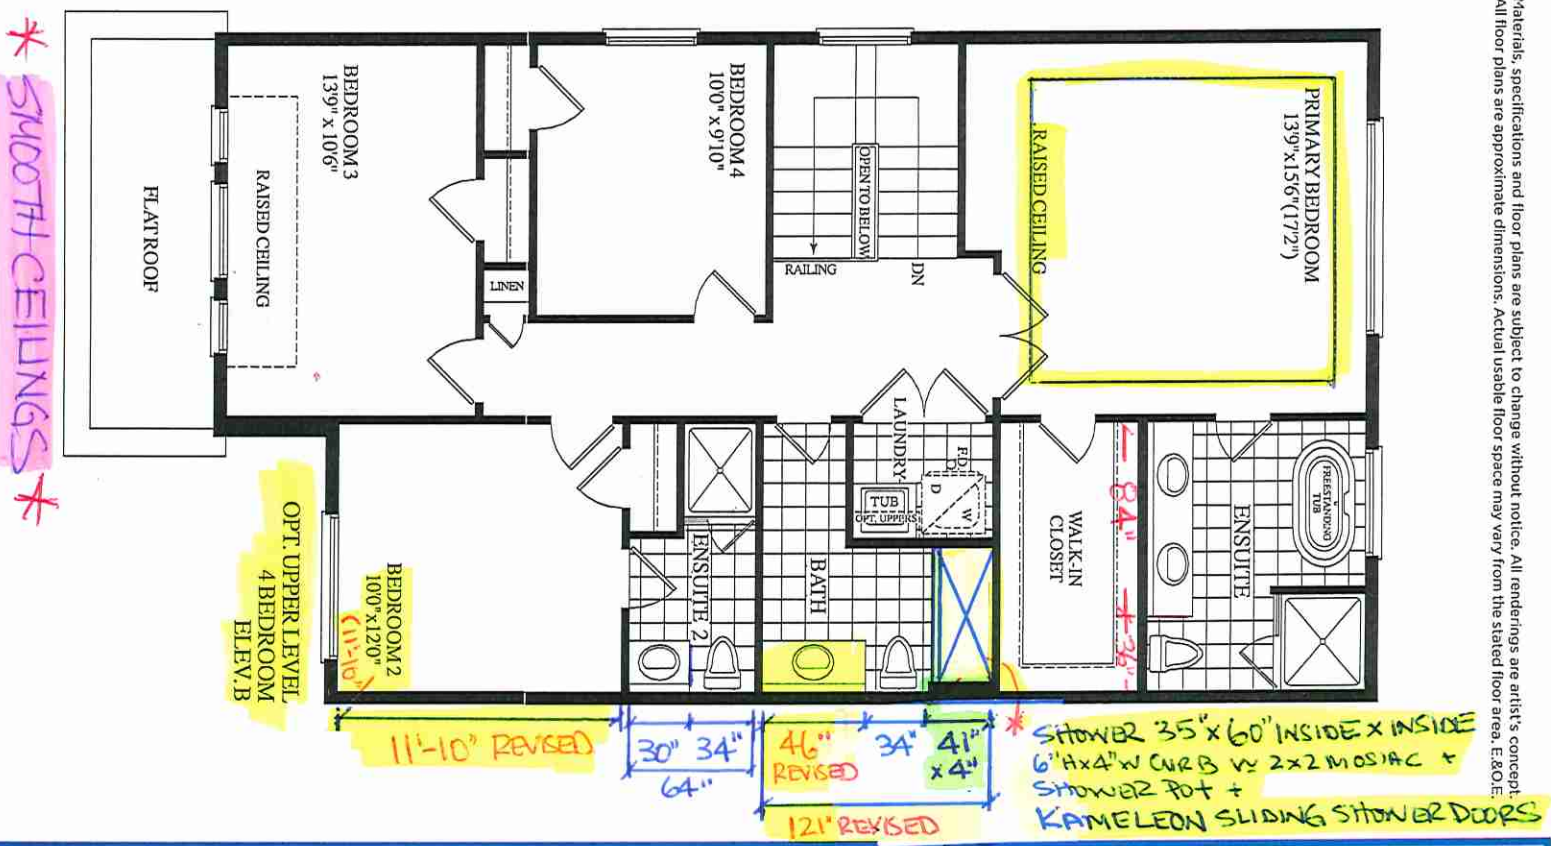 Materials, specifications and floor plans are subject to change without notice. All renderings are artist's concept.
All floor plans are approximate dimensions. Actual usable floor space may vary from the stated floor area. E.&O.E.
* SMOOTH CEILINGS *
FLAT ROOF
BEDROOM 3
13'9" x 10'6"
RAISED CEILING
BEDROOM 4
10'0" x 9'10"
LINEN
OPEN TO BELOW
RAILING
DN
PRIMARY BEDROOM
13'9"x15'6"(17'2")
RAISED CEILING
LAUNDRY
F.D.
D
W
TUB
OPT. UPPERS
WALK-IN
CLOSET
84"
36"
ENSUITE
FREESTANDING
TUB
BATH
ENSUITE 2
BEDROOM 2
10'0"x12'0"
(11'-10")
OPT. UPPER LEVEL
4 BEDROOM
ELEV. B
11'-10" REVISED
30" 34"
64"
46"
REVISED
34"
41"
x 4"
121" REVISED
* SHOWER 35"x60" INSIDE x INSIDE
6"Hx4"W CURB W 2x2 MOSIAC +
SHOWER POT +
KAMELEON SLIDING SHOWER DOORS